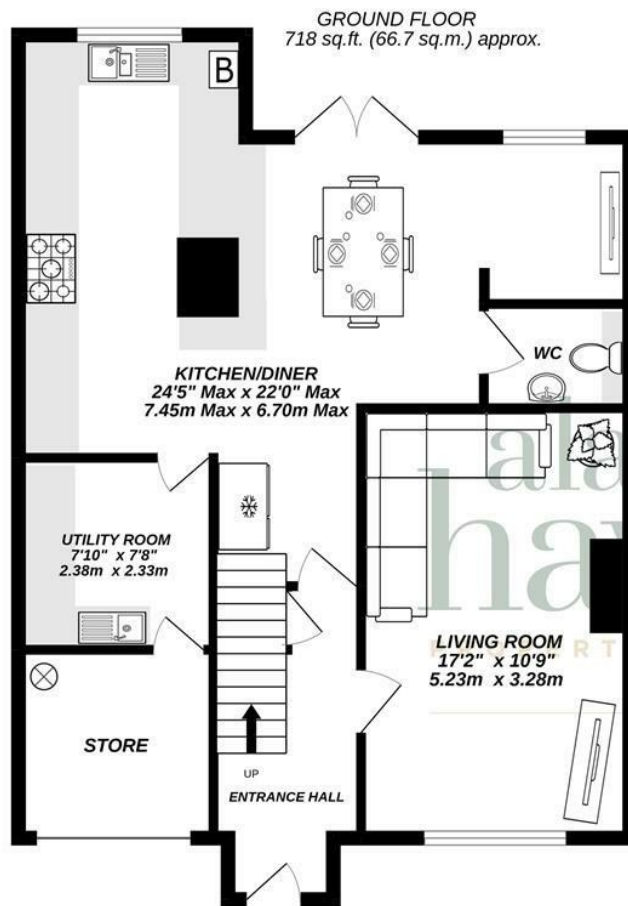 GROUND FLOOR
718 sq.ft. (66.7 sq.m.) approx.
B
WC
KITCHEN/DINER
24'5" Max x 22'0" Max
7.45m Max x 6.70m Max
UTILITY ROOM
7'10" x 7'8"
2.38m x 2.33m
LIVING ROOM
17'2" x 10'9"
5.23m x 3.28m
STORE
UP
ENTRANCE HALL